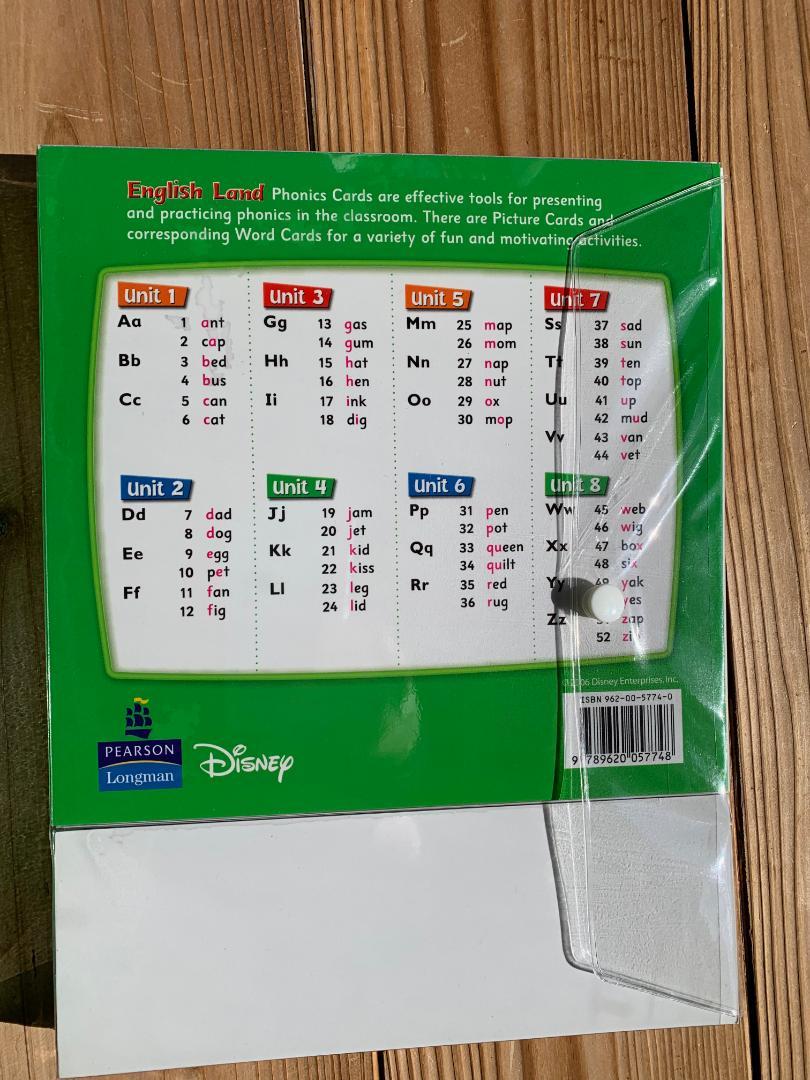 English Land Phonics Cards are effective tools for presenting
and practicing phonics in the classroom. There are Picture Cards and
corresponding Word Cards for a variety of fun and motivating activities.
Unit 1
Aa 1 ant
2 cap
Bb 3 bed
4 bus
Cc 5 can
6 cat
Unit 2
Dd 7 dad
8 dog
Ee 9 egg
10 pet
Ff 11 fan
12 fig
Unit 3
Gg 13 gas
14 gum
Hh 15 hat
16 hen
Ii 17 ink
18 dig
Unit 4
Jj 19 jam
20 jet
Kk 21 kid
22 kiss
Ll 23 leg
24 lid
Unit 5
Mm 25 map
26 mom
Nn 27 nap
28 nut
Oo 29 ox
30 mop
Unit 6
Pp 31 pen
32 pot
Qq 33 queen
34 quilt
Rr 35 red
36 rug
Unit 7
Ss 37 sad
38 sun
Tt 39 ten
40 top
Uu 41 up
42 mud
Vv 43 van
44 vet
Unit 8
Ww 45 web
46 wig
Xx 47 box
48 six
Yy 49 yak
yes
Zz zap
52
©2006 Disney Enterprises, Inc.
ISBN 962-00-5774-0
9 789620 057748
PEARSON
Longman
Disney